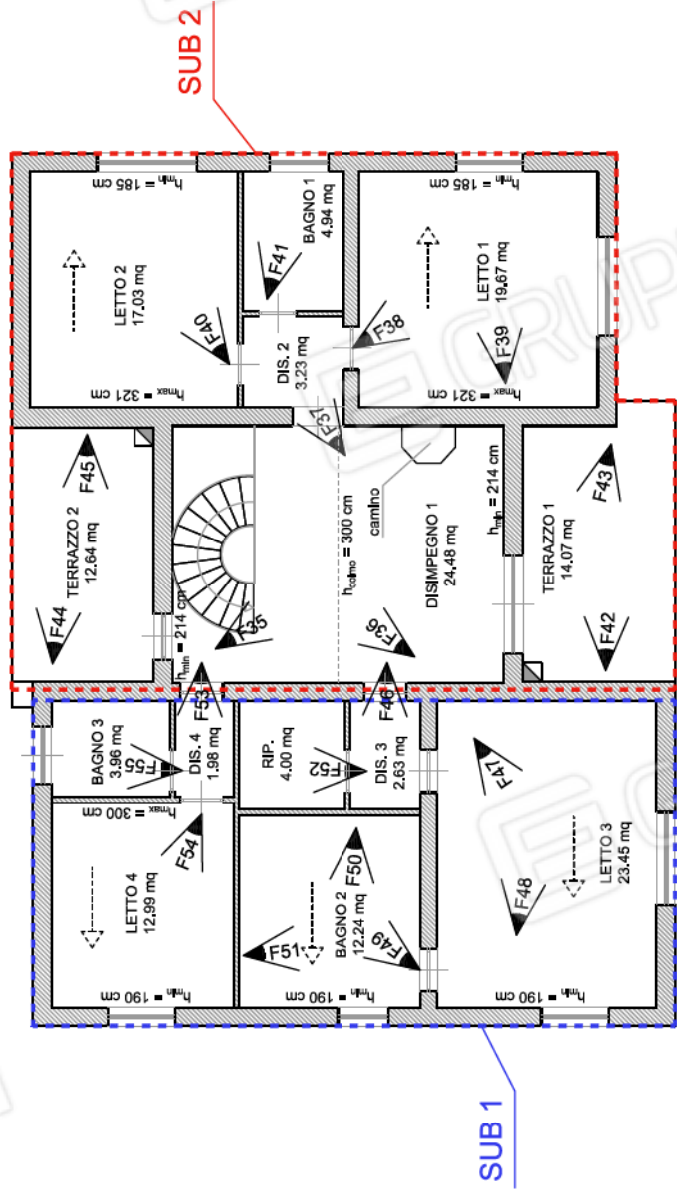 SUB 2
LETTO 2
17.03 mq
hmin = 185 cm
hmax = 321 cm
F40
BAGNO 1
4.94 mq
F41
DIS. 2
3.23 mq
F38
LETTO 1
19.67 mq
hmin = 185 cm
hmax = 321 cm
F39
F37
TERRAZZO 2
12.64 mq
F45
F44
hmin = 214 cm
F35
hcolmo = 300 cm
camino
DISIMPEGNO 1
24.48 mq
F36
hmin = 214 cm
TERRAZZO 1
14.07 mq
F43
F42
F53
F46
BAGNO 3
3.96 mq
F55
DIS. 4
1.98 mq
RIP.
4.00 mq
F52
DIS. 3
2.63 mq
F54
hmax = 300 cm
LETTO 4
12.99 mq
hmin = 190 cm
F50
F51
BAGNO 2
12.24 mq
F49
hmin = 190 cm
F47
F48
LETTO 3
23.45 mq
hmin = 190 cm
SUB 1